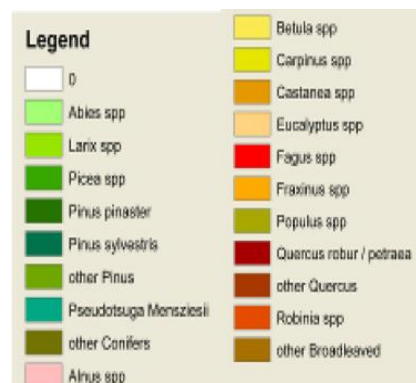 Legend
0
Abies spp
Larix spp
Picea spp
Pinus pinaster
Pinus sylvestris
other Pinus
Pseudotsuga Mensziesii
other Conifers
Alnus spp
Betula spp
Carpinus spp
Castanea spp
Eucalyptus spp
Fagus spp
Fraxinus spp
Populus spp
Quercus robur / petraea
other Quercus
Robinia spp
other Broadleaved